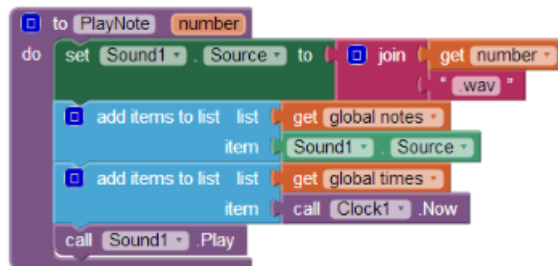 to PlayNote number
do set Sound1 . Source to join get number
" .wav "
add items to list list get global notes
item Sound1 . Source
add items to list list get global times
item call Clock1 .Now
call Sound1 .Play